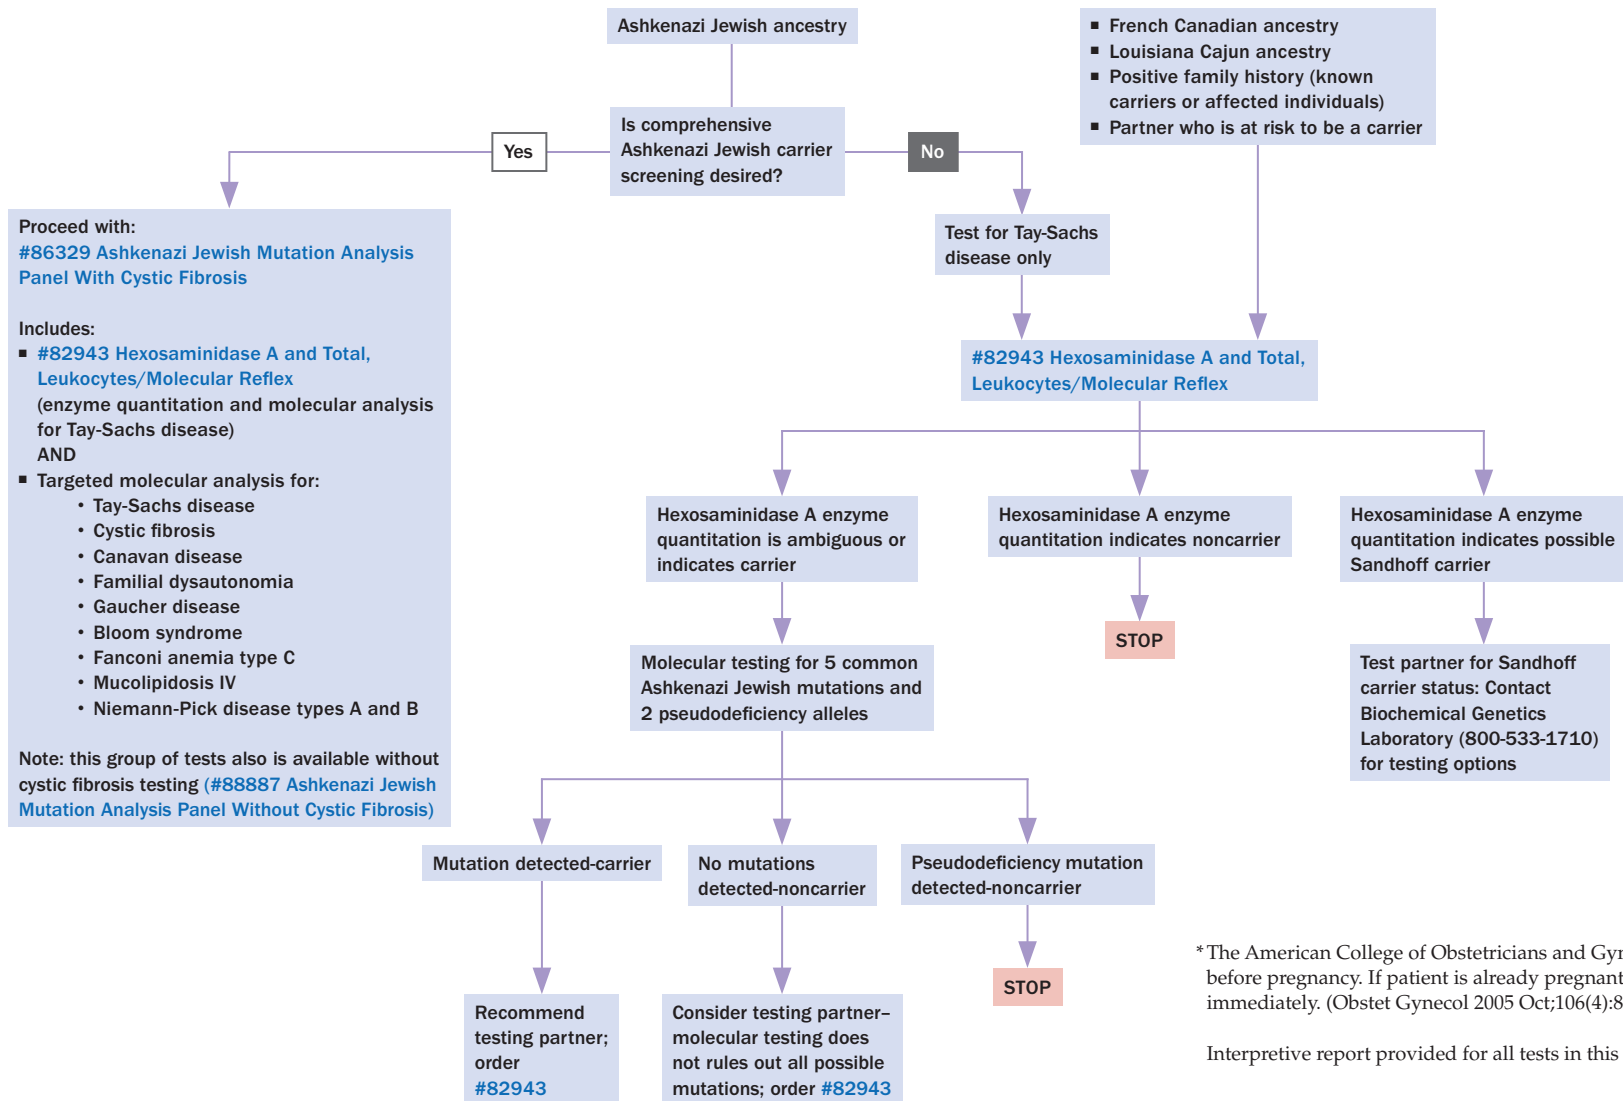 Ashkenazi Jewish ancestry
▪ French Canadian ancestry
▪ Louisiana Cajun ancestry
▪ Positive family history (known
carriers or affected individuals)
▪ Partner who is at risk to be a carrier
Is comprehensive
Ashkenazi Jewish carrier
screening desired?
Yes
No
Proceed with:
#86329 Ashkenazi Jewish Mutation Analysis
Panel With Cystic Fibrosis
Includes:
▪ #82943 Hexosaminidase A and Total,
Leukocytes/Molecular Reflex
(enzyme quantitation and molecular analysis
for Tay-Sachs disease)
AND
▪ Targeted molecular analysis for:
• Tay-Sachs disease
• Cystic fibrosis
• Canavan disease
• Familial dysautonomia
• Gaucher disease
• Bloom syndrome
• Fanconi anemia type C
• Mucolipidosis IV
• Niemann-Pick disease types A and B
Note: this group of tests also is available without
cystic fibrosis testing (#88887 Ashkenazi Jewish
Mutation Analysis Panel Without Cystic Fibrosis)
Test for Tay-Sachs
disease only
#82943 Hexosaminidase A and Total,
Leukocytes/Molecular Reflex
Hexosaminidase A enzyme
quantitation is ambiguous or
indicates carrier
Hexosaminidase A enzyme
quantitation indicates noncarrier
Hexosaminidase A enzyme
quantitation indicates possible
Sandhoff carrier
STOP
Molecular testing for 5 common
Ashkenazi Jewish mutations and
2 pseudodeficiency alleles
Test partner for Sandhoff
carrier status: Contact
Biochemical Genetics
Laboratory (800-533-1710)
for testing options
Mutation detected-carrier
No mutations
detected-noncarrier
Pseudodeficiency mutation
detected-noncarrier
Recommend
testing partner;
order
#82943
Consider testing partner–
molecular testing does
not rules out all possible
mutations; order #82943
STOP
*The American College of Obstetricians and Gyn
before pregnancy. If patient is already pregnant
immediately. (Obstet Gynecol 2005 Oct;106(4):8
Interpretive report provided for all tests in this